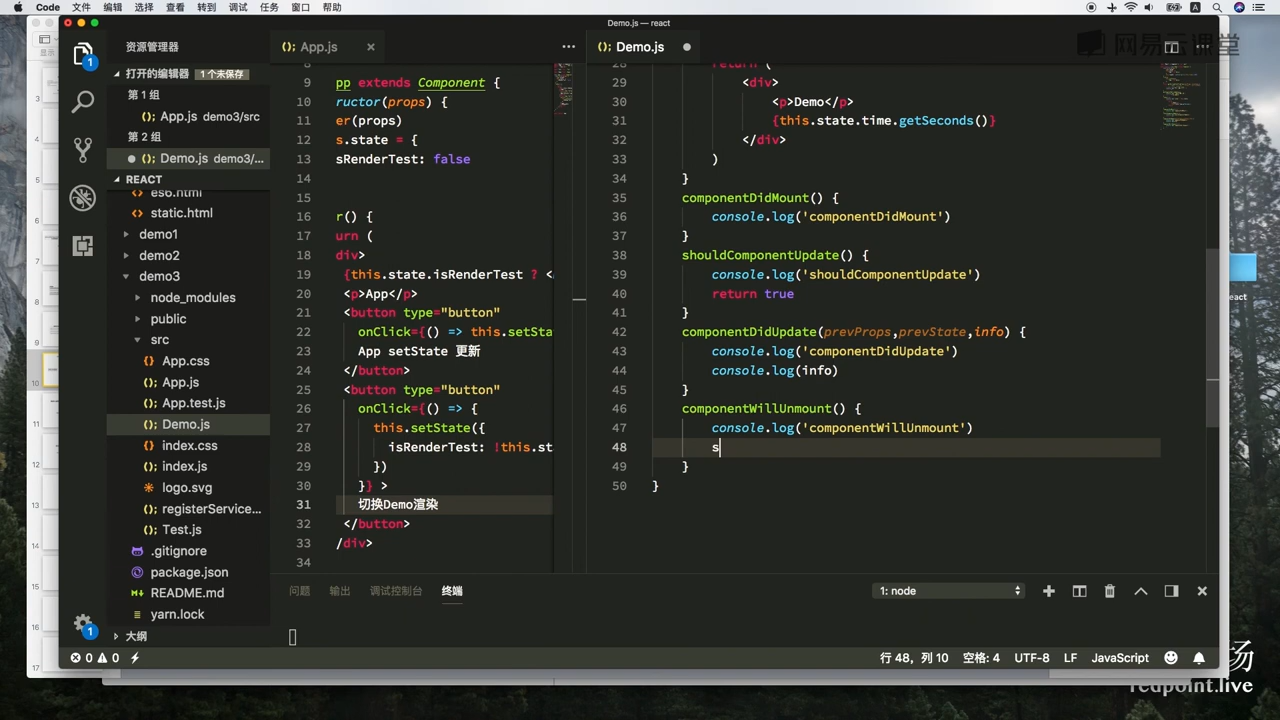 Code 文件 编辑 选择 查看 转到 调试 任务 窗口 帮助
Demo.js — react
网易云课堂
资源管理器
打开的编辑器 1 个未保存
第 1 组
App.js demo3/src
第 2 组
Demo.js demo3/...
REACT
es6.html
static.html
demo1
demo2
demo3
node_modules
public
src
App.css
App.js
App.test.js
Demo.js
index.css
index.js
logo.svg
registerService...
Test.js
.gitignore
package.json
README.md
yarn.lock
大纲
App.js
8
9 pp extends Component {
10 ructor(props) {
11 er(props)
12 s.state = {
13 sRenderTest: false
14
15
16 r() {
17 urn (
18 div>
19 {this.state.isRenderTest ? <
20 <p>App</p>
21 <button type="button"
22 onClick={() => this.setSta
23 App setState 更新
24 </button>
25 <button type="button"
26 onClick={() => {
27 this.setState({
28 isRenderTest: !this.st
29 })
30 }} >
31 切换Demo渲染
32 </button>
33 /div>
34
Demo.js
28 return (
29 <div>
30 <p>Demo</p>
31 {this.state.time.getSeconds()}
32 </div>
33 )
34 }
35 componentDidMount() {
36 console.log('componentDidMount')
37 }
38 shouldComponentUpdate() {
39 console.log('shouldComponentUpdate')
40 return true
41 }
42 componentDidUpdate(prevProps,prevState,info) {
43 console.log('componentDidUpdate')
44 console.log(info)
45 }
46 componentWillUnmount() {
47 console.log('componentWillUnmount')
48 s
49 }
50 }
问题 输出 调试控制台 终端
1: node
0 0
行 48，列 10 空格: 4 UTF-8 LF JavaScript
redpoint.live